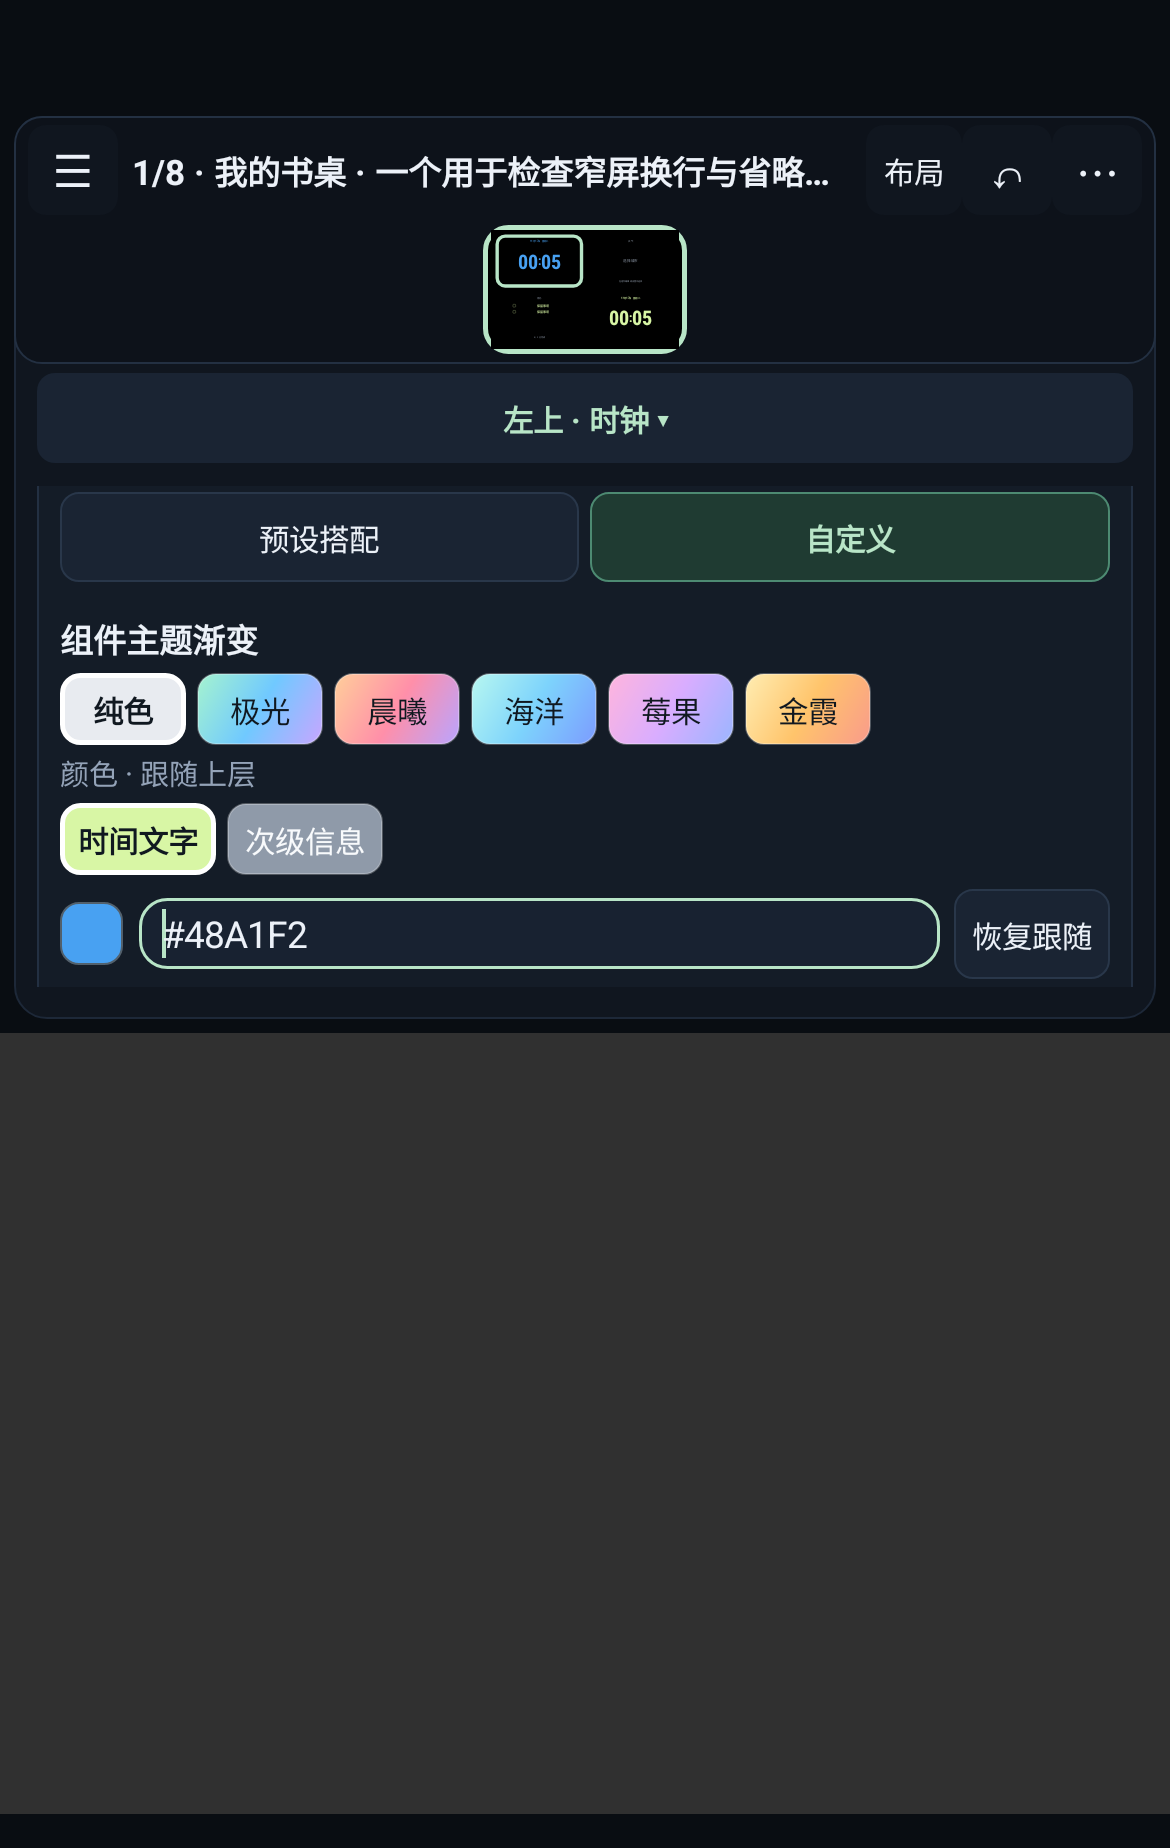 ☰ 1/8 · 我的书桌 · 一个用于检查窄屏换行与省略… 布局 ⋯
00:05
00:05
左上 · 时钟 ▾
预设搭配 自定义
组件主题渐变
纯色 极光 晨曦 海洋 莓果 金霞
颜色 · 跟随上层
时间文字 次级信息
#48A1F2 恢复跟随